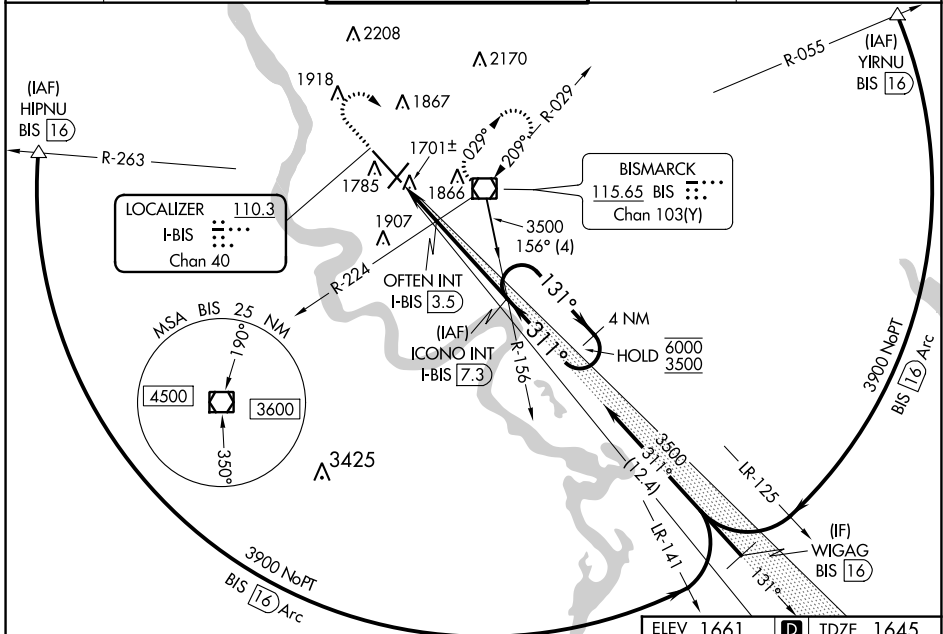 2208
2170
1918
1867
1701±
1785
1866
1907
029°
209°
R-029
R-055
(IAF)
YIRNU
BIS 16
(IAF)
HIPNU
BIS 16
R-263
LOCALIZER 110.3
I-BIS
Chan 40
BISMARCK
115.65 BIS
Chan 103(Y)
3500
156° (4)
R-224
OFTEN INT
I-BIS 3.5
(IAF)
ICONO INT
I-BIS 7.3
R-156
131°
311°
4 NM
HOLD 6000
3500
MSA BIS 25 NM
190°
4500
3600
350°
3425
3900 NoPT
BIS 16 Arc
3900 NoPT
BIS 16 Arc
3500
311°
(12.4)
LR-125
LR-141
(IF)
WIGAG
BIS 16
131°
ELEV 1661 D TDZE 1645